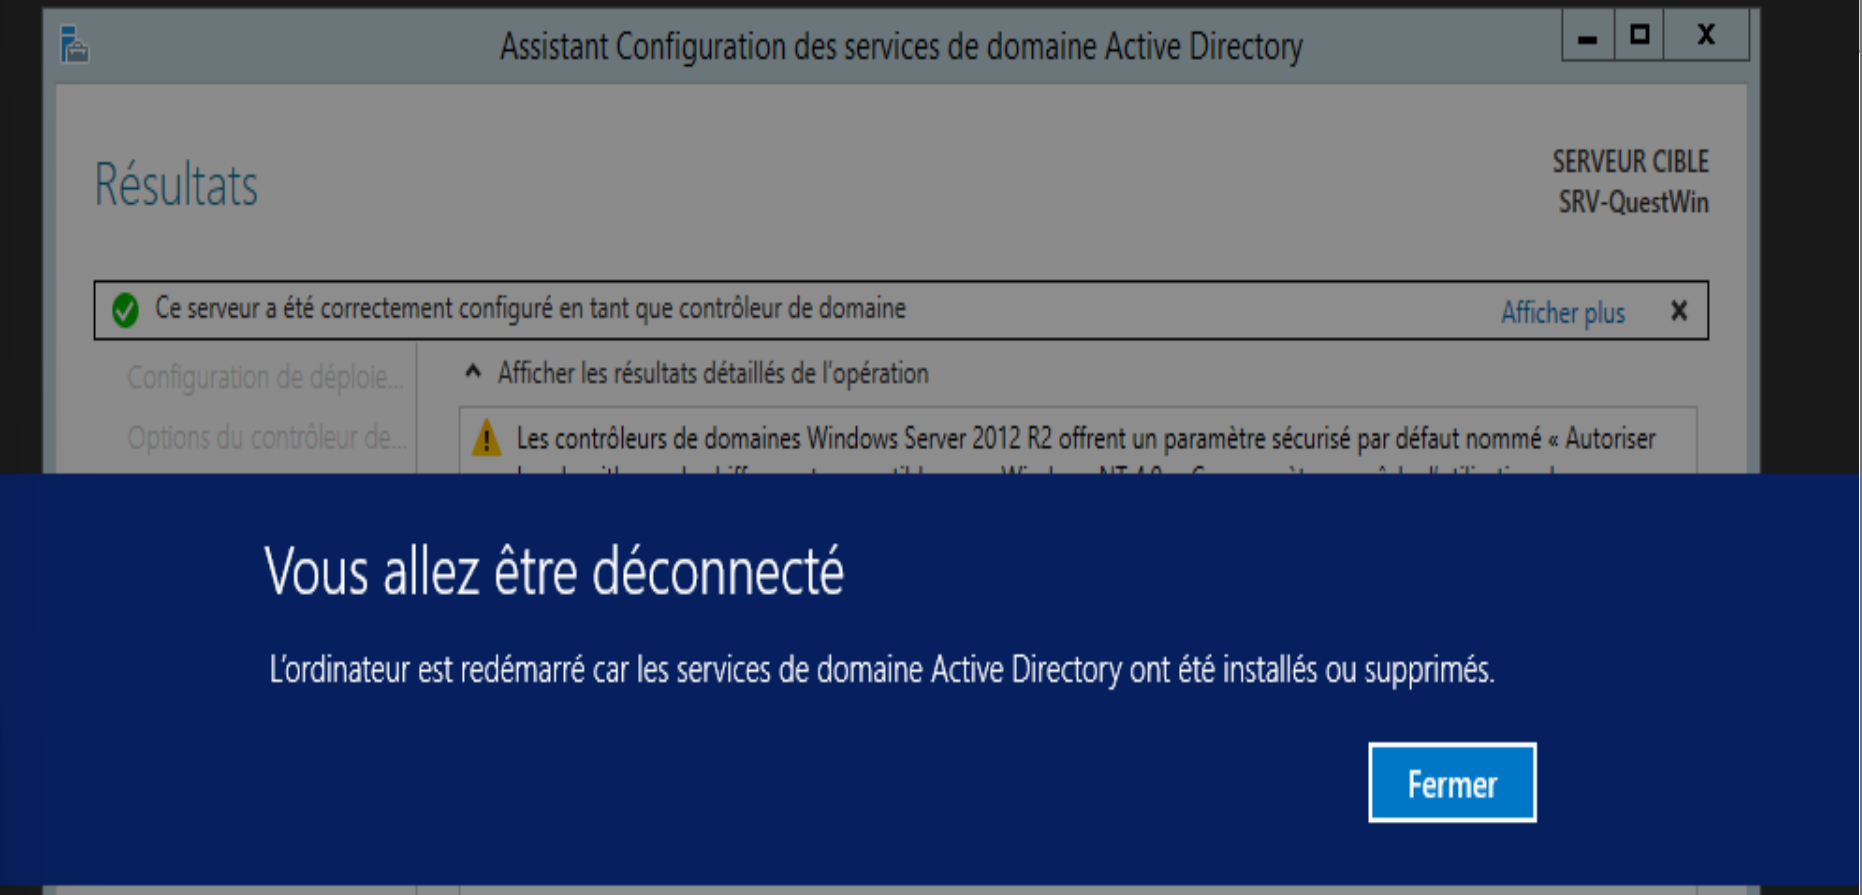 Assistant Configuration des services de domaine Active Directory
Résultats
SERVEUR CIBLE
SRV-QuestWin
Ce serveur a été correctement configuré en tant que contrôleur de domaine
Afficher plus
Configuration de déploie...
Afficher les résultats détaillés de l'opération
Options du contrôleur de...
Les contrôleurs de domaines Windows Server 2012 R2 offrent un paramètre sécurisé par défaut nommé « Autoriser
Vous allez être déconnecté
L'ordinateur est redémarré car les services de domaine Active Directory ont été installés ou supprimés.
Fermer